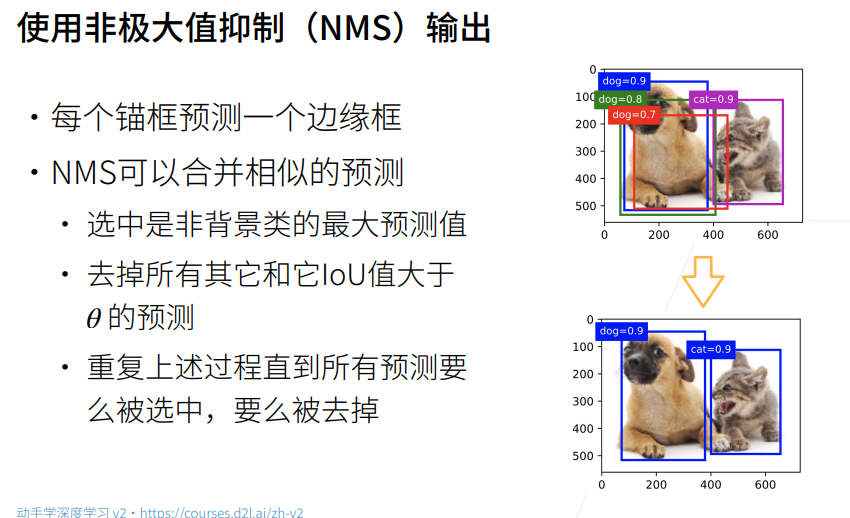 使用非极大值抑制（NMS）输出
• 每个锚框预测一个边缘框
• NMS可以合并相似的预测
• 选中是非背景类的最大预测值
• 去掉所有其它和它IoU值大于
θ 的预测
• 重复上述过程直到所有预测要
么被选中，要么被去掉
0
100
200
300
400
500
0 200 400 600
dog=0.9
dog=0.8
cat=0.9
dog=0.7
0
100
200
300
400
500
0 200 400 600
dog=0.9
cat=0.9
动手学深度学习 v2 • https://courses.d2l.ai/zh-v2